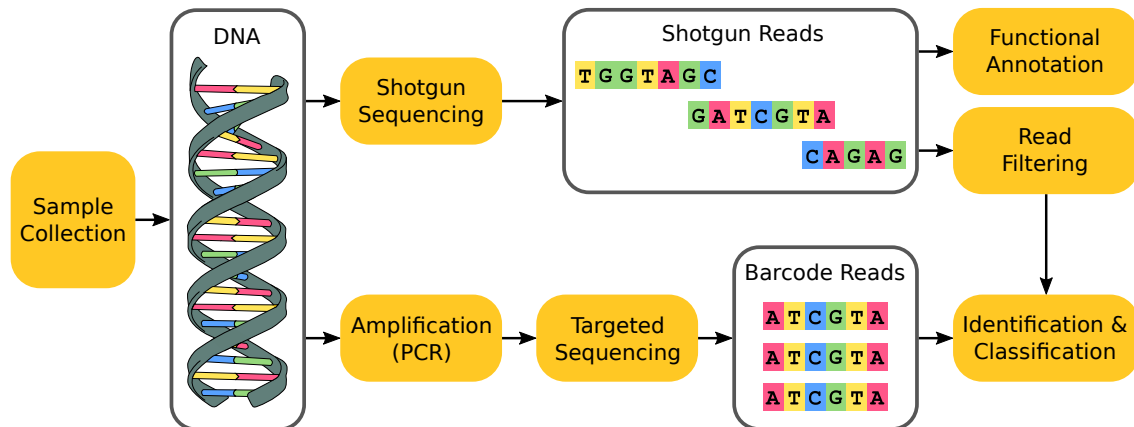 DNA
Shotgun Reads
Functional
Annotation
Shotgun
Sequencing
TGGTAGC
GATCGTA
CAGAG
Read
Filtering
Sample
Collection
Barcode Reads
Amplification
(PCR)
Targeted
Sequencing
ATCGTA
ATCGTA
ATCGTA
Identification &
Classification